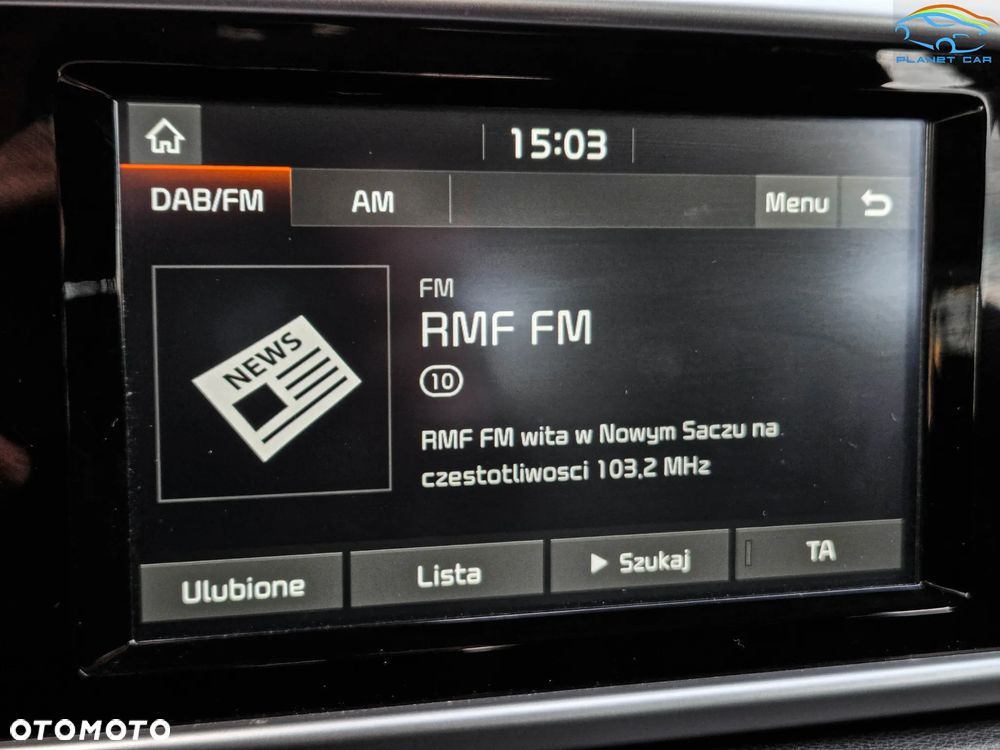 PLANET CAR
15:03
DAB/FM
AM
Menu
FM
RMF FM
10
NEWS
RMF FM wita w Nowym Saczu na
czestotliwosci 103,2 MHz
Ulubione
Lista
Szukaj
TA
OTOMOTO